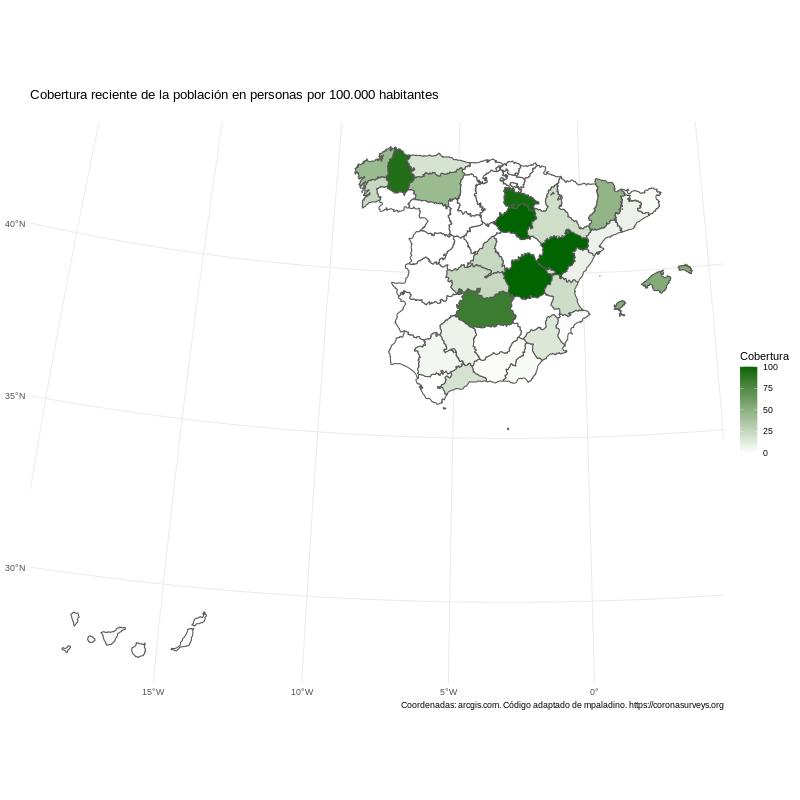 Cobertura reciente de la población en personas por 100.000 habitantes
40°N
35°N
30°N
15°W
10°W
5°W
0°
Cobertura
100
75
50
25
0
Coordenadas: arcgis.com. Código adaptado de mpaladino. https://coronasurveys.org